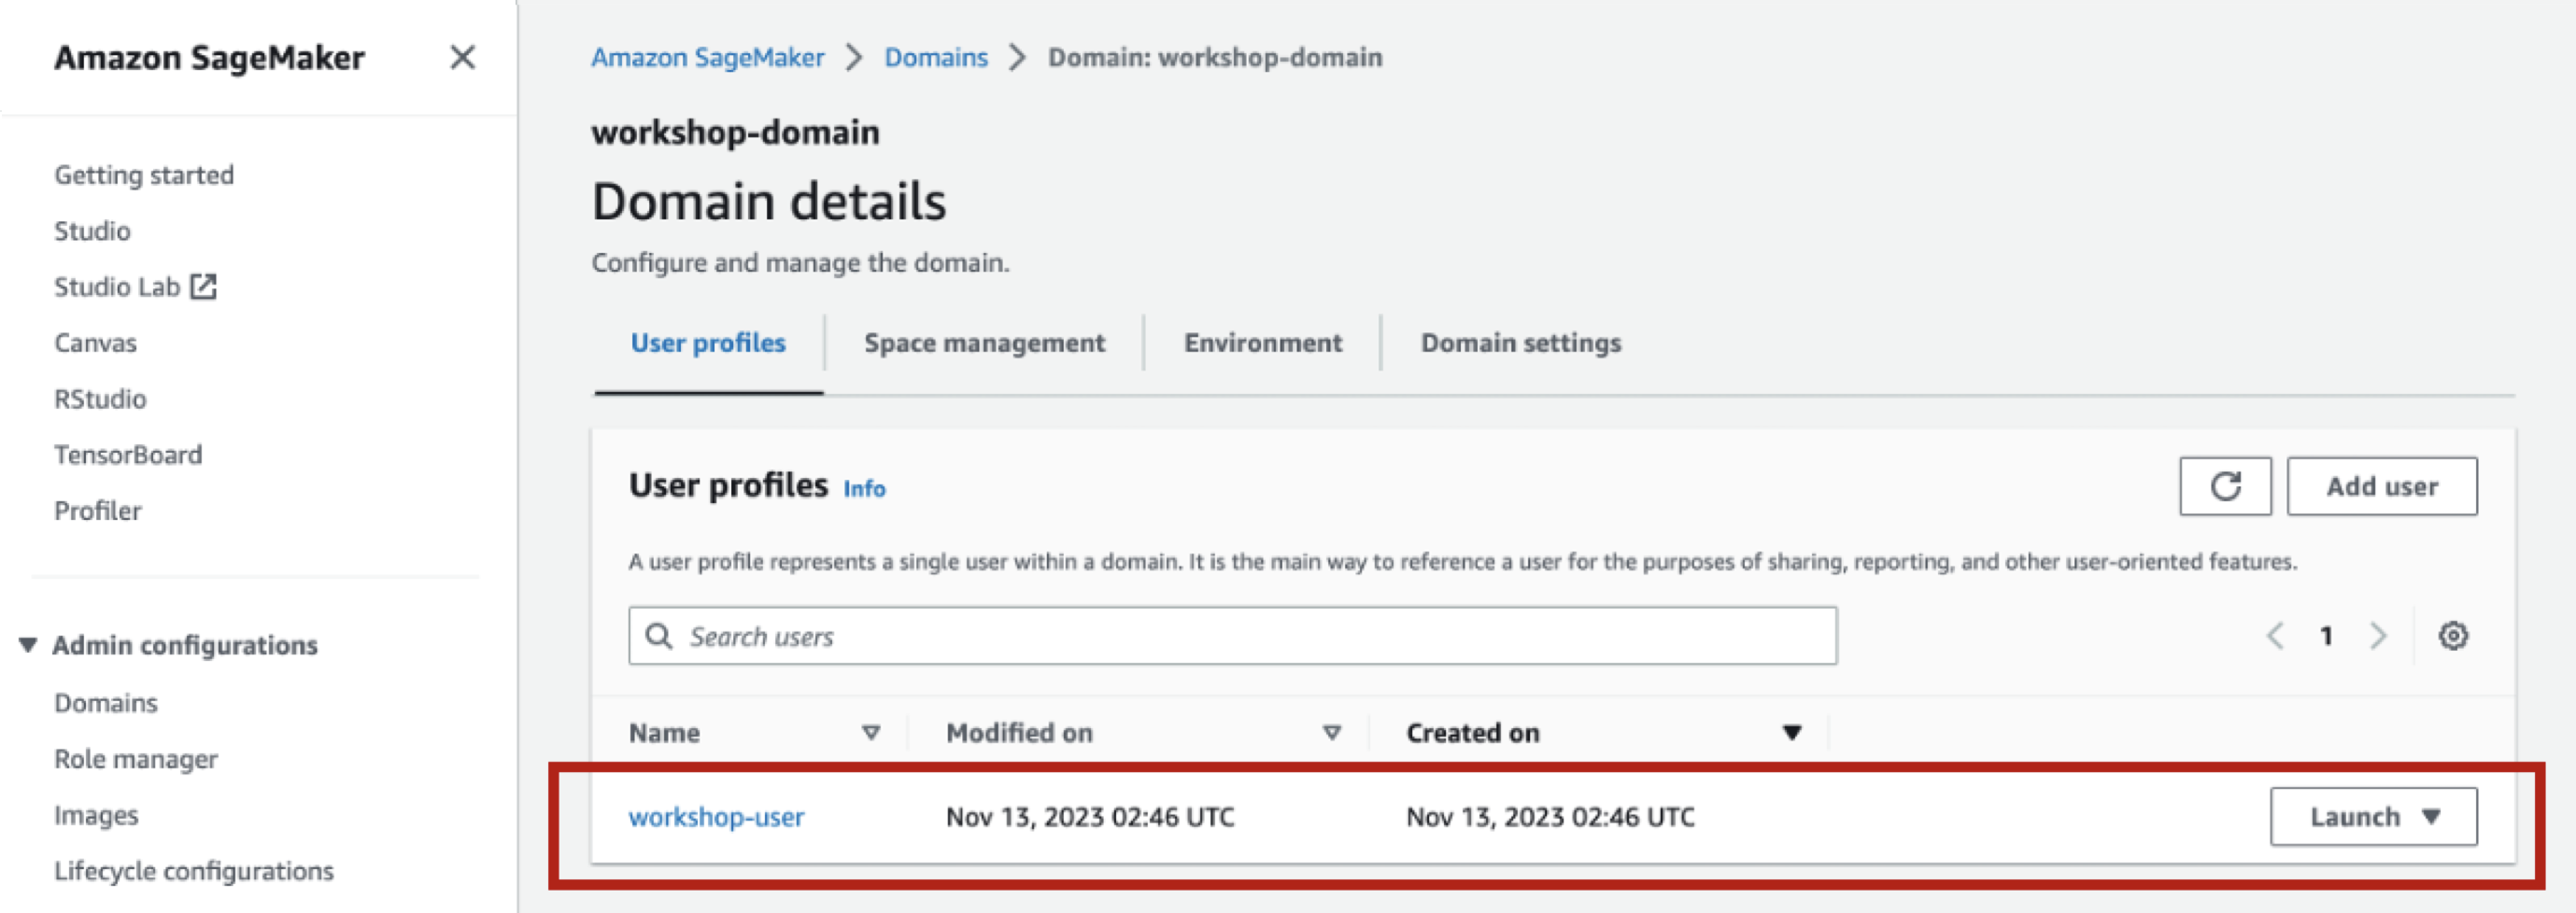 Amazon SageMaker
Getting started
Studio
Studio Lab
Canvas
RStudio
TensorBoard
Profiler
Admin configurations
Domains
Role manager
Images
Lifecycle configurations
Amazon SageMaker > Domains > Domain: workshop-domain
workshop-domain
Domain details
Configure and manage the domain.
User profiles Space management Environment Domain settings
User profiles Info
Add user
A user profile represents a single user within a domain. It is the main way to reference a user for the purposes of sharing, reporting, and other user-oriented features.
Search users
1
Name Modified on Created on
workshop-user Nov 13, 2023 02:46 UTC Nov 13, 2023 02:46 UTC Launch